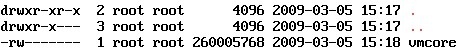 drwxr-xr-x 2 root root 4096 2009-03-05 15:17 .
drwxr-x--- 3 root root 4096 2009-03-05 15:17 ..
-rw------- 1 root root 260005768 2009-03-05 15:18 vmcore